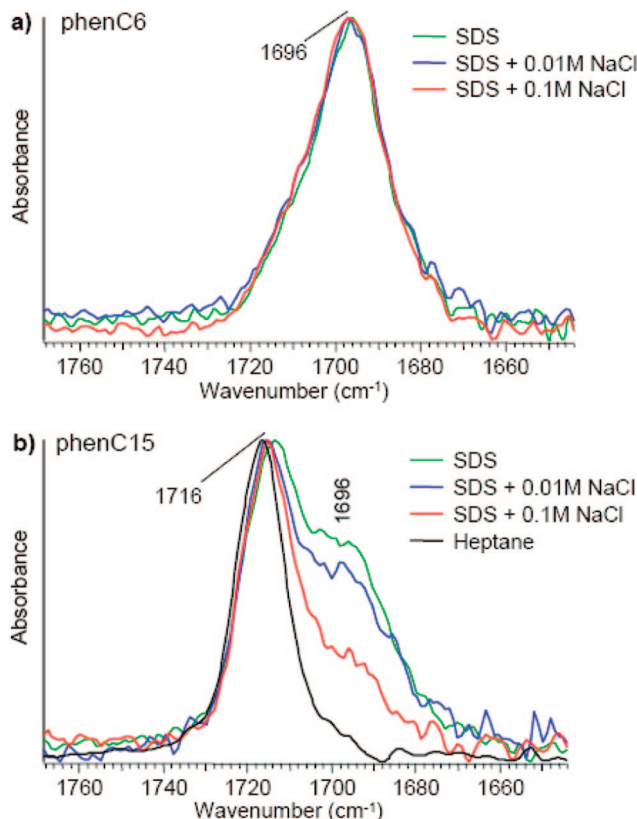 a) phenC6
1696
SDS
SDS + 0.01M NaCl
SDS + 0.1M NaCl
Absorbance
1760 1740 1720 1700 1680 1660
Wavenumber (cm⁻¹)
b) phenC15
1716
1696
SDS
SDS + 0.01M NaCl
SDS + 0.1M NaCl
Heptane
Absorbance
1760 1740 1720 1700 1680 1660
Wavenumber (cm⁻¹)